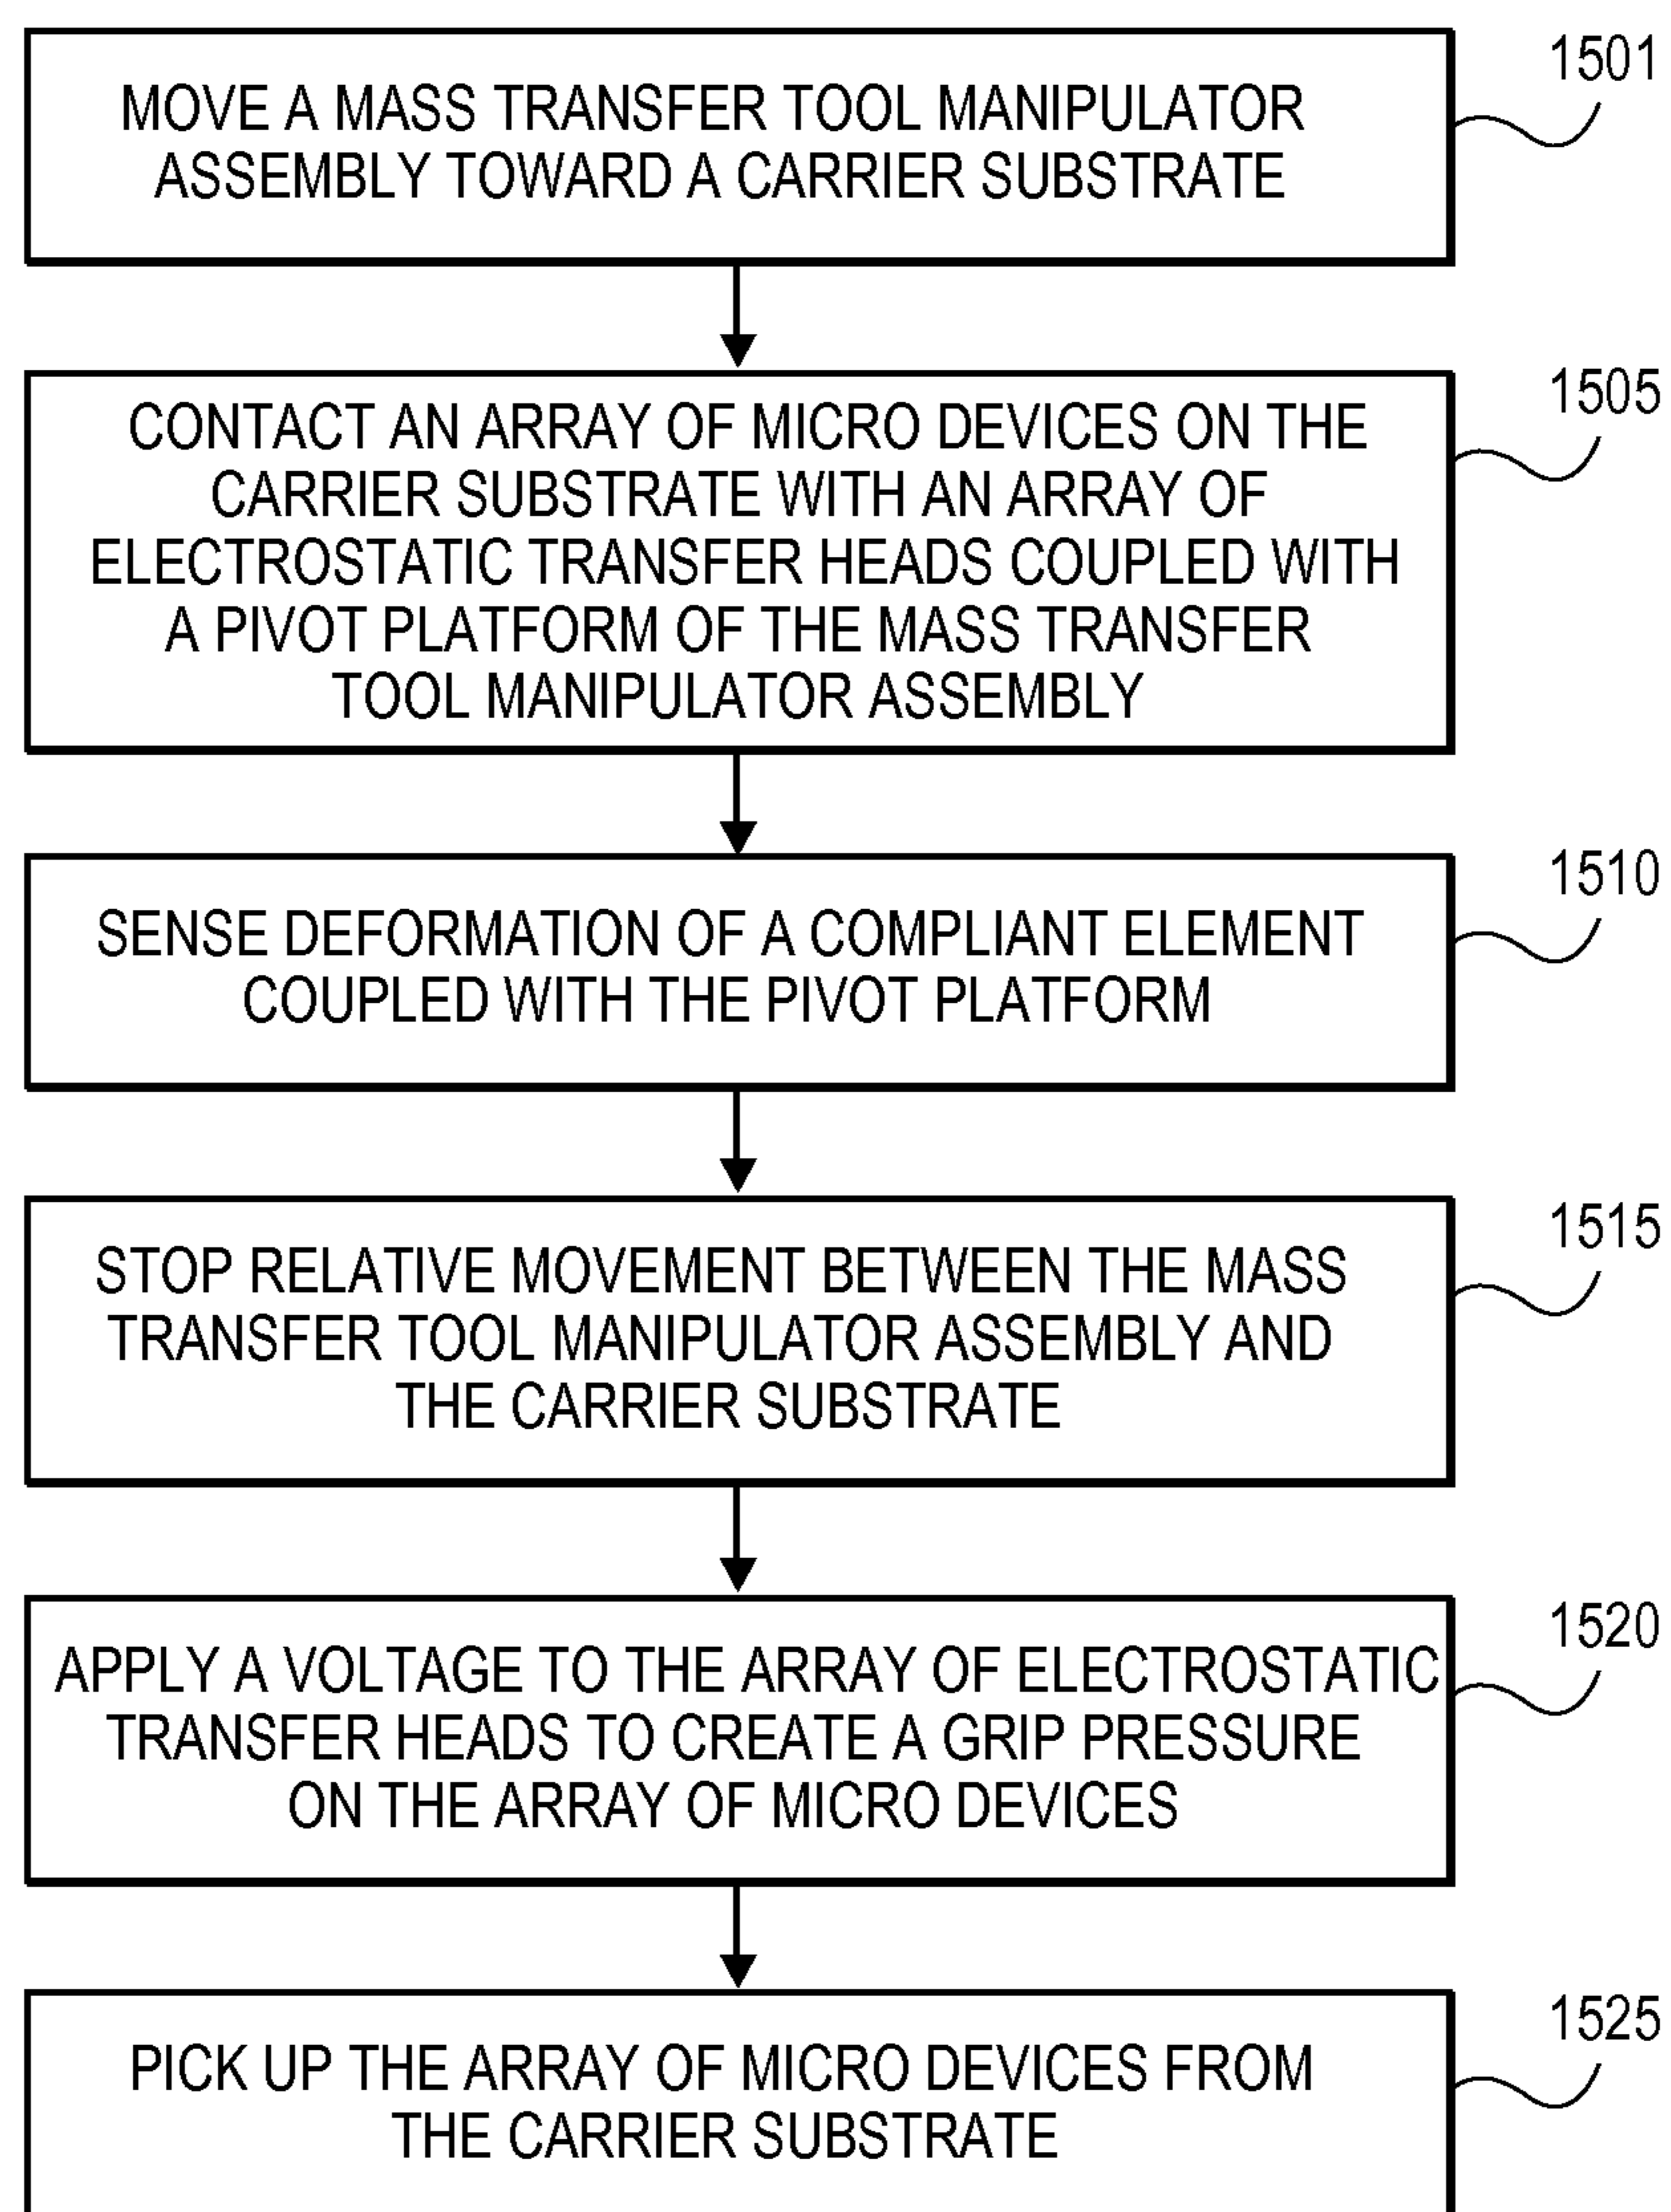 1501
MOVE A MASS TRANSFER TOOL MANIPULATOR
ASSEMBLY TOWARD A CARRIER SUBSTRATE
1505
CONTACT AN ARRAY OF MICRO DEVICES ON THE
CARRIER SUBSTRATE WITH AN ARRAY OF
ELECTROSTATIC TRANSFER HEADS COUPLED WITH
A PIVOT PLATFORM OF THE MASS TRANSFER
TOOL MANIPULATOR ASSEMBLY
1510
SENSE DEFORMATION OF A COMPLIANT ELEMENT
COUPLED WITH THE PIVOT PLATFORM
1515
STOP RELATIVE MOVEMENT BETWEEN THE MASS
TRANSFER TOOL MANIPULATOR ASSEMBLY AND
THE CARRIER SUBSTRATE
1520
APPLY A VOLTAGE TO THE ARRAY OF ELECTROSTATIC
TRANSFER HEADS TO CREATE A GRIP PRESSURE
ON THE ARRAY OF MICRO DEVICES
1525
PICK UP THE ARRAY OF MICRO DEVICES FROM
THE CARRIER SUBSTRATE